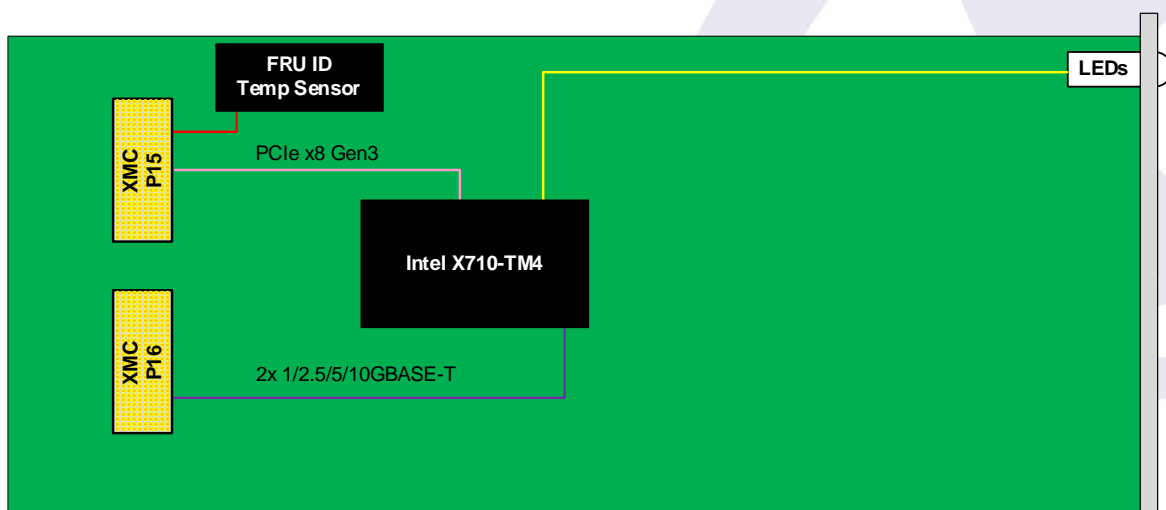 FRU ID
Temp Sensor
LEDs
XMC
P15
PCIe x8 Gen3
Intel X710-TM4
XMC
P16
2x 1/2.5/5/10GBASE-T